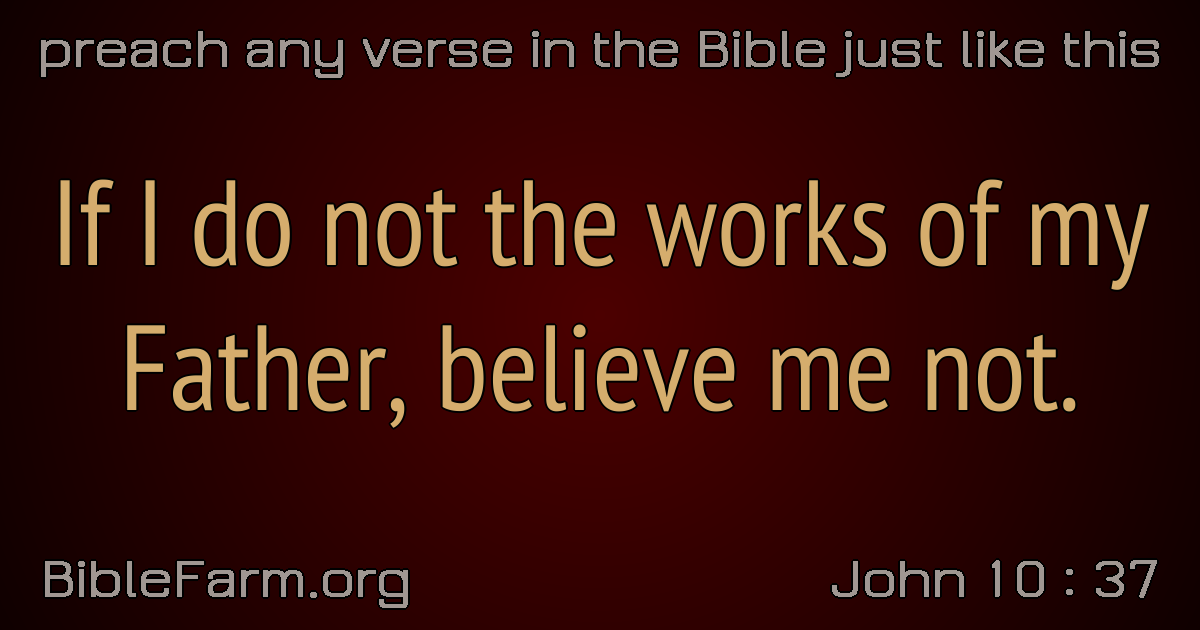 preach any verse in the Bible just like this
If I do not the works of my
Father, believe me not.
BibleFarm.org
John 10 : 37